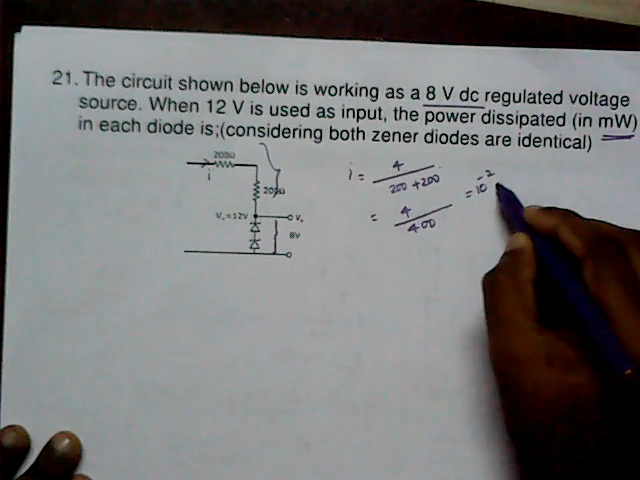 21. The circuit shown below is working as a 8 V dc regulated voltage
source. When 12 V is used as input, the power dissipated (in mW)
in each diode is;(considering both zener diodes are identical)
200Ω
i
200Ω
V = 12V
V
8V
i = 4 / 200 + 200
= 4 / 400 = 10⁻²